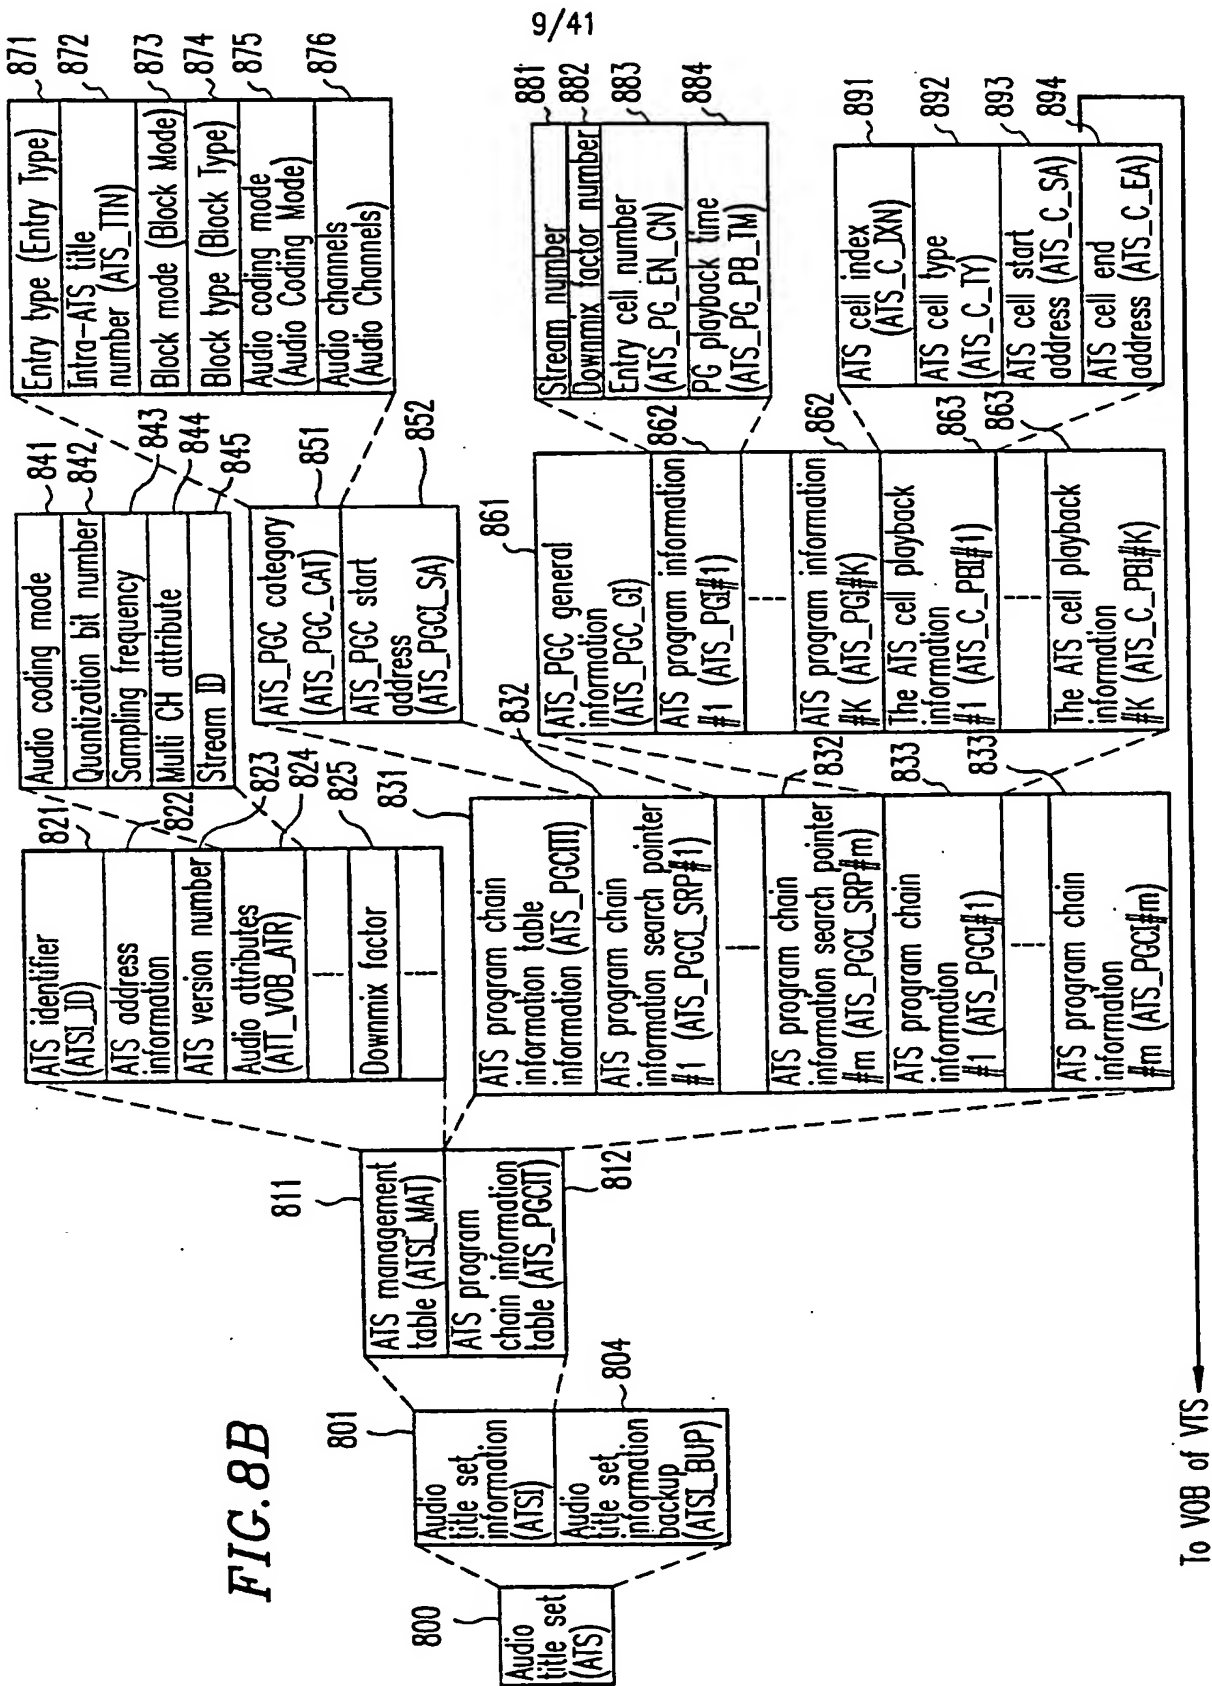 9/41
FIG.8B
800
Audio
title set
(ATS)
801
Audio
title set
information
(ATSI)
804
Audio
title set
information
backup
(ATSI_BUP)
811
ATS management
table (ATSI_MAT)
812
ATS program
chain information
table (ATS_PGCIT)
821
ATS identifier
(ATSI_ID)
822
ATS address
information
823
ATS version number
824
Audio attributes
(ATT_VOB_ATR)
825
Downmix factor
831
ATS program chain
information table
information (ATS_PGCITI)
832
ATS program chain
information search pointer
#1 (ATS_PGCI_SRP#1)
832
ATS program chain
information search pointer
#m (ATS_PGCI_SRP#m)
833
ATS program chain
information
#1 (ATS_PGCI#1)
833
ATS program chain
information
#m (ATS_PGCI#m)
841
Audio coding mode
842
Quantization bit number
843
Sampling frequency
844
Multi CH attribute
845
Stream ID
851
ATS_PGC category
(ATS_PGC_CAT)
852
ATS_PGC start
address
(ATS_PGCI_SA)
861
ATS_PGC general
information
(ATS_PGC_GI)
862
ATS program information
#1 (ATS_PGI#1)
862
ATS program information
#K (ATS_PGI#K)
863
The ATS cell playback
information
#1 (ATS_C_PBI#1)
863
The ATS cell playback
information
#K (ATS_C_PBI#K)
871
Entry type (Entry Type)
872
Intra-ATS title
number (ATS_TTN)
873
Block mode (Block Mode)
874
Block type (Block Type)
875
Audio coding mode
(Audio Coding Mode)
876
Audio channels
(Audio Channels)
881
Stream number
882
Downmix factor number
883
Entry cell number
(ATS_PG_EN_CN)
884
PG playback time
(ATS_PG_PB_TM)
891
ATS cell index
(ATS_C_IXN)
892
ATS cell type
(ATS_C_TY)
893
ATS cell start
address (ATS_C_SA)
894
ATS cell end
address (ATS_C_EA)
To VOB of VTS